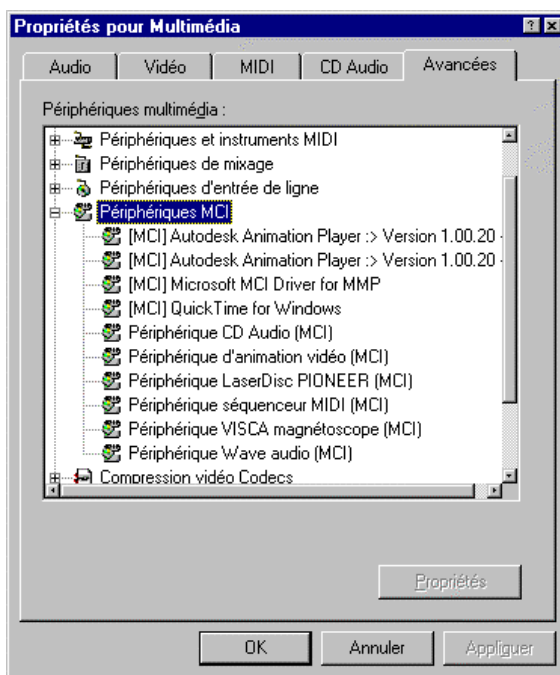 Propriétés pour Multimédia
Audio Vidéo MIDI CD Audio Avancées
Périphériques multimédia :
Périphériques et instruments MIDI
Périphériques de mixage
Périphériques d'entrée de ligne
Périphériques MCI
[MCI] Autodesk Animation Player :> Version 1.00.20 -
[MCI] Autodesk Animation Player :> Version 1.00.20 -
[MCI] Microsoft MCI Driver for MMP
[MCI] QuickTime for Windows
Périphérique CD Audio (MCI)
Périphérique d'animation vidéo (MCI)
Périphérique LaserDisc PIONEER (MCI)
Périphérique séquenceur MIDI (MCI)
Périphérique VISCA magnétoscope (MCI)
Périphérique Wave audio (MCI)
Compression vidéo Codecs
Propriétés
OK Annuler Appliquer